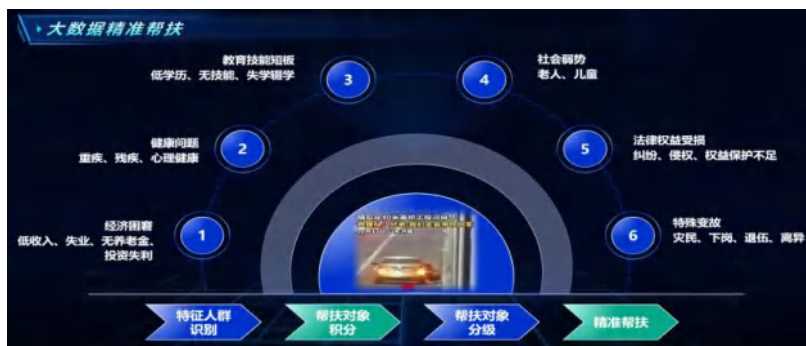 大数据精准帮扶
教育技能短板
低学历、无技能、失学辍学
3
4
社会弱势
老人、儿童
健康问题
重疾、残疾、心理健康
2
5
法律权益受损
纠纷、侵权、权益保护不足
经济困窘
低收入、失业、无养老金、
投资失利
1
6
特殊变故
灾民、下岗、退伍、离异
特征人群
识别
帮扶对象
积分
帮扶对象
分级
精准帮扶